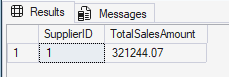 Results Messages
SupplierID TotalSalesAmount
1 1 321244.07